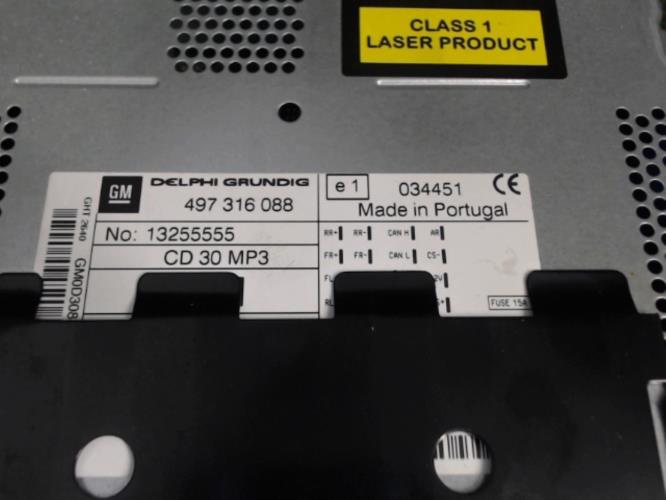 CLASS 1
LASER PRODUCT
GM
DELPHI GRUNDIG
497 316 088
No: 13255555
CD 30 MP3
e 1
034451
CE
Made in Portugal
RR+ RR- CAN H AR
FR+ FR- CAN L CS-
FUSE 15A
GHT 2640
GM0D308